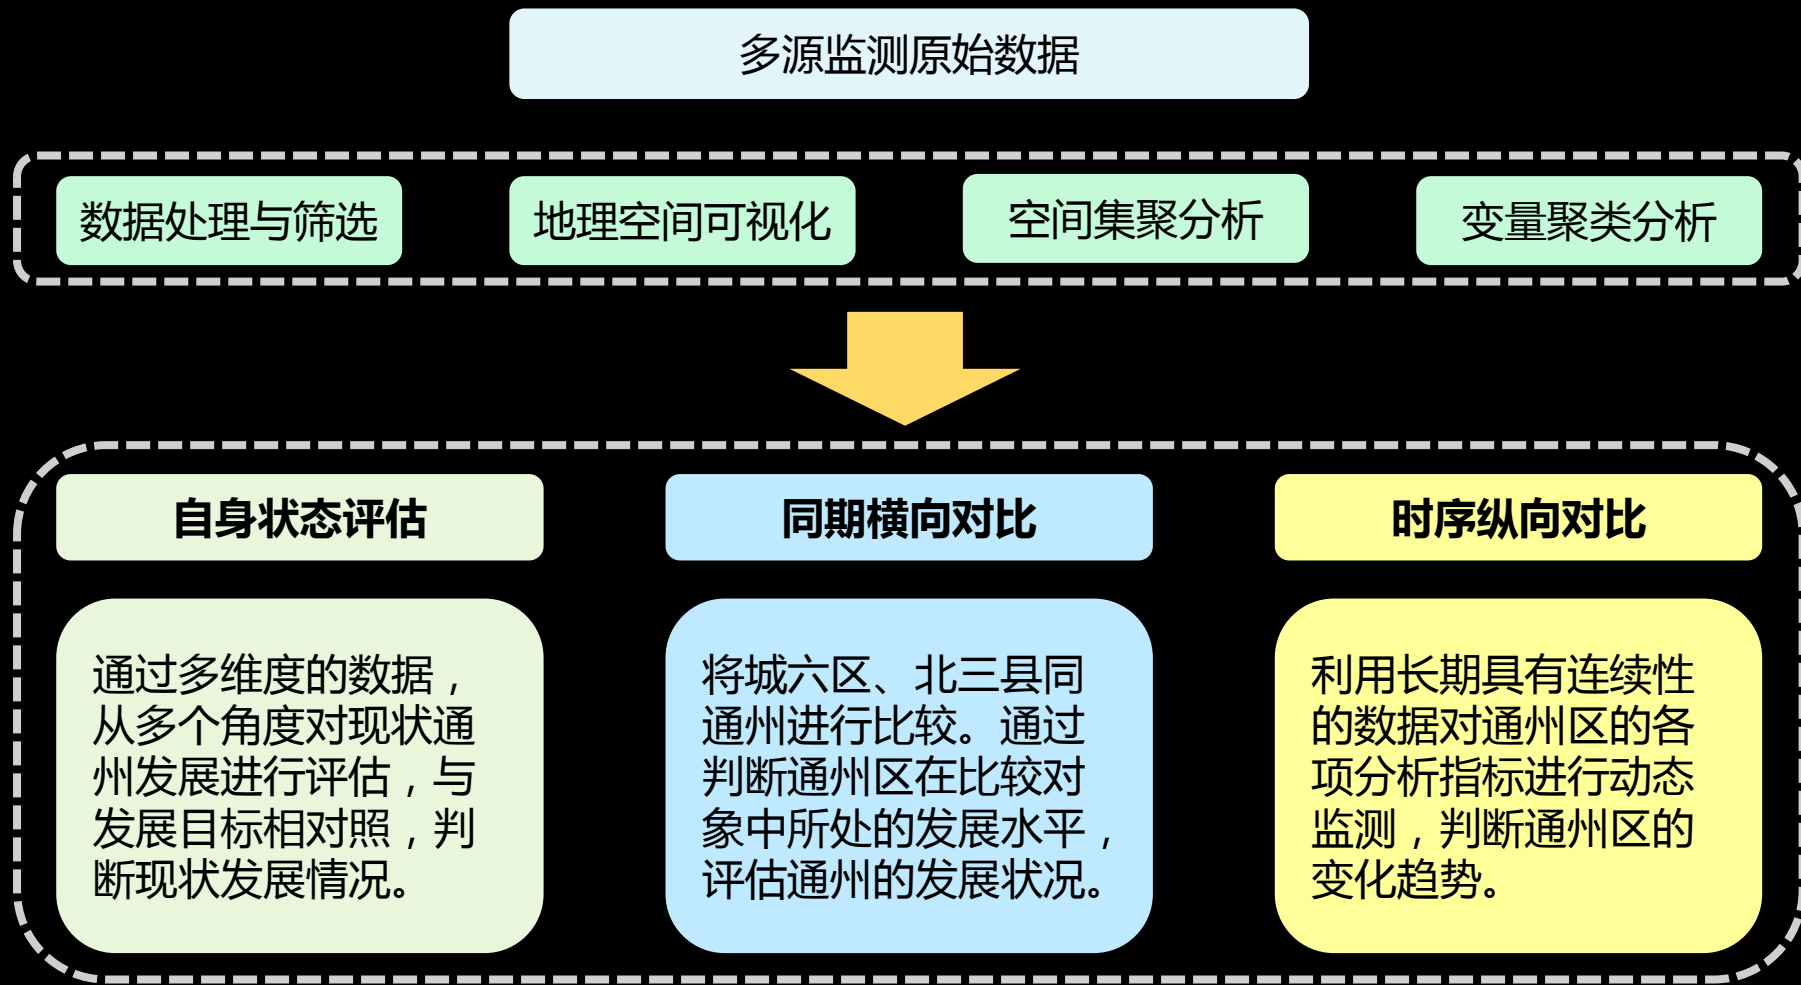 多源监测原始数据
数据处理与筛选
地理空间可视化
空间集聚分析
变量聚类分析
自身状态评估
同期横向对比
时序纵向对比
通过多维度的数据，
从多个角度对现状通
州发展进行评估，与
发展目标相对照，判
断现状发展情况。
将城六区、北三县同
通州进行比较。通过
判断通州区在比较对
象中所处的发展水平，
评估通州的发展状况。
利用长期具有连续性
的数据对通州区的各
项分析指标进行动态
监测，判断通州区的
变化趋势。